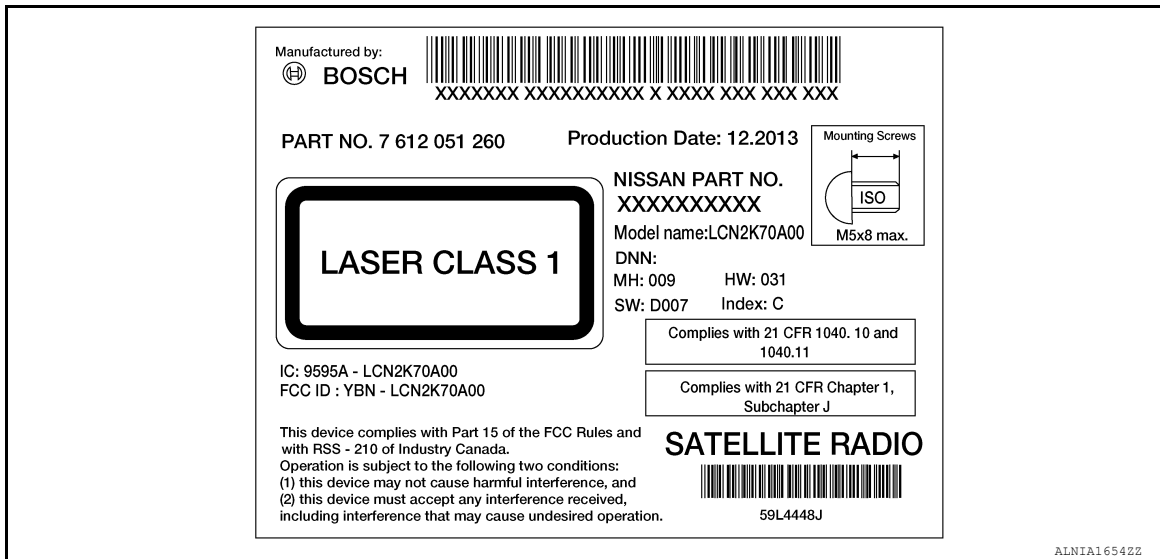 Manufactured by:
BOSCH
XXXXXXX XXXXXXXXXX X XXXX XXX XXX XXX
PART NO. 7 612 051 260
Production Date: 12.2013
Mounting Screws
ISO
M5x8 max.
NISSAN PART NO.
XXXXXXXXXX
Model name:LCN2K70A00
DNN:
MH: 009 HW: 031
SW: D007 Index: C
LASER CLASS 1
Complies with 21 CFR 1040. 10 and
1040.11
Complies with 21 CFR Chapter 1,
Subchapter J
IC: 9595A - LCN2K70A00
FCC ID : YBN - LCN2K70A00
This device complies with Part 15 of the FCC Rules and
with RSS - 210 of Industry Canada.
Operation is subject to the following two conditions:
(1) this device may not cause harmful interference, and
(2) this device must accept any interference received,
including interference that may cause undesired operation.
SATELLITE RADIO
59L4448J
ALNIA1654ZZ